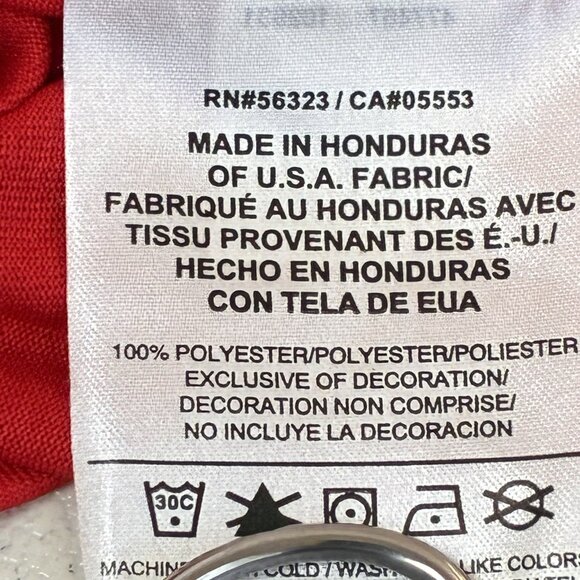 RN#56323 / CA#05553
MADE IN HONDURAS
OF U.S.A. FABRIC/
FABRIQUÉ AU HONDURAS AVEC
TISSU PROVENANT DES É.-U./
HECHO EN HONDURAS
CON TELA DE EUA
100% POLYESTER/POLYESTER/POLIESTER
EXCLUSIVE OF DECORATION/
DECORATION NON COMPRISE/
NO INCLUYE LA DECORACION
30C
COLD / WASH LIKE COLORS